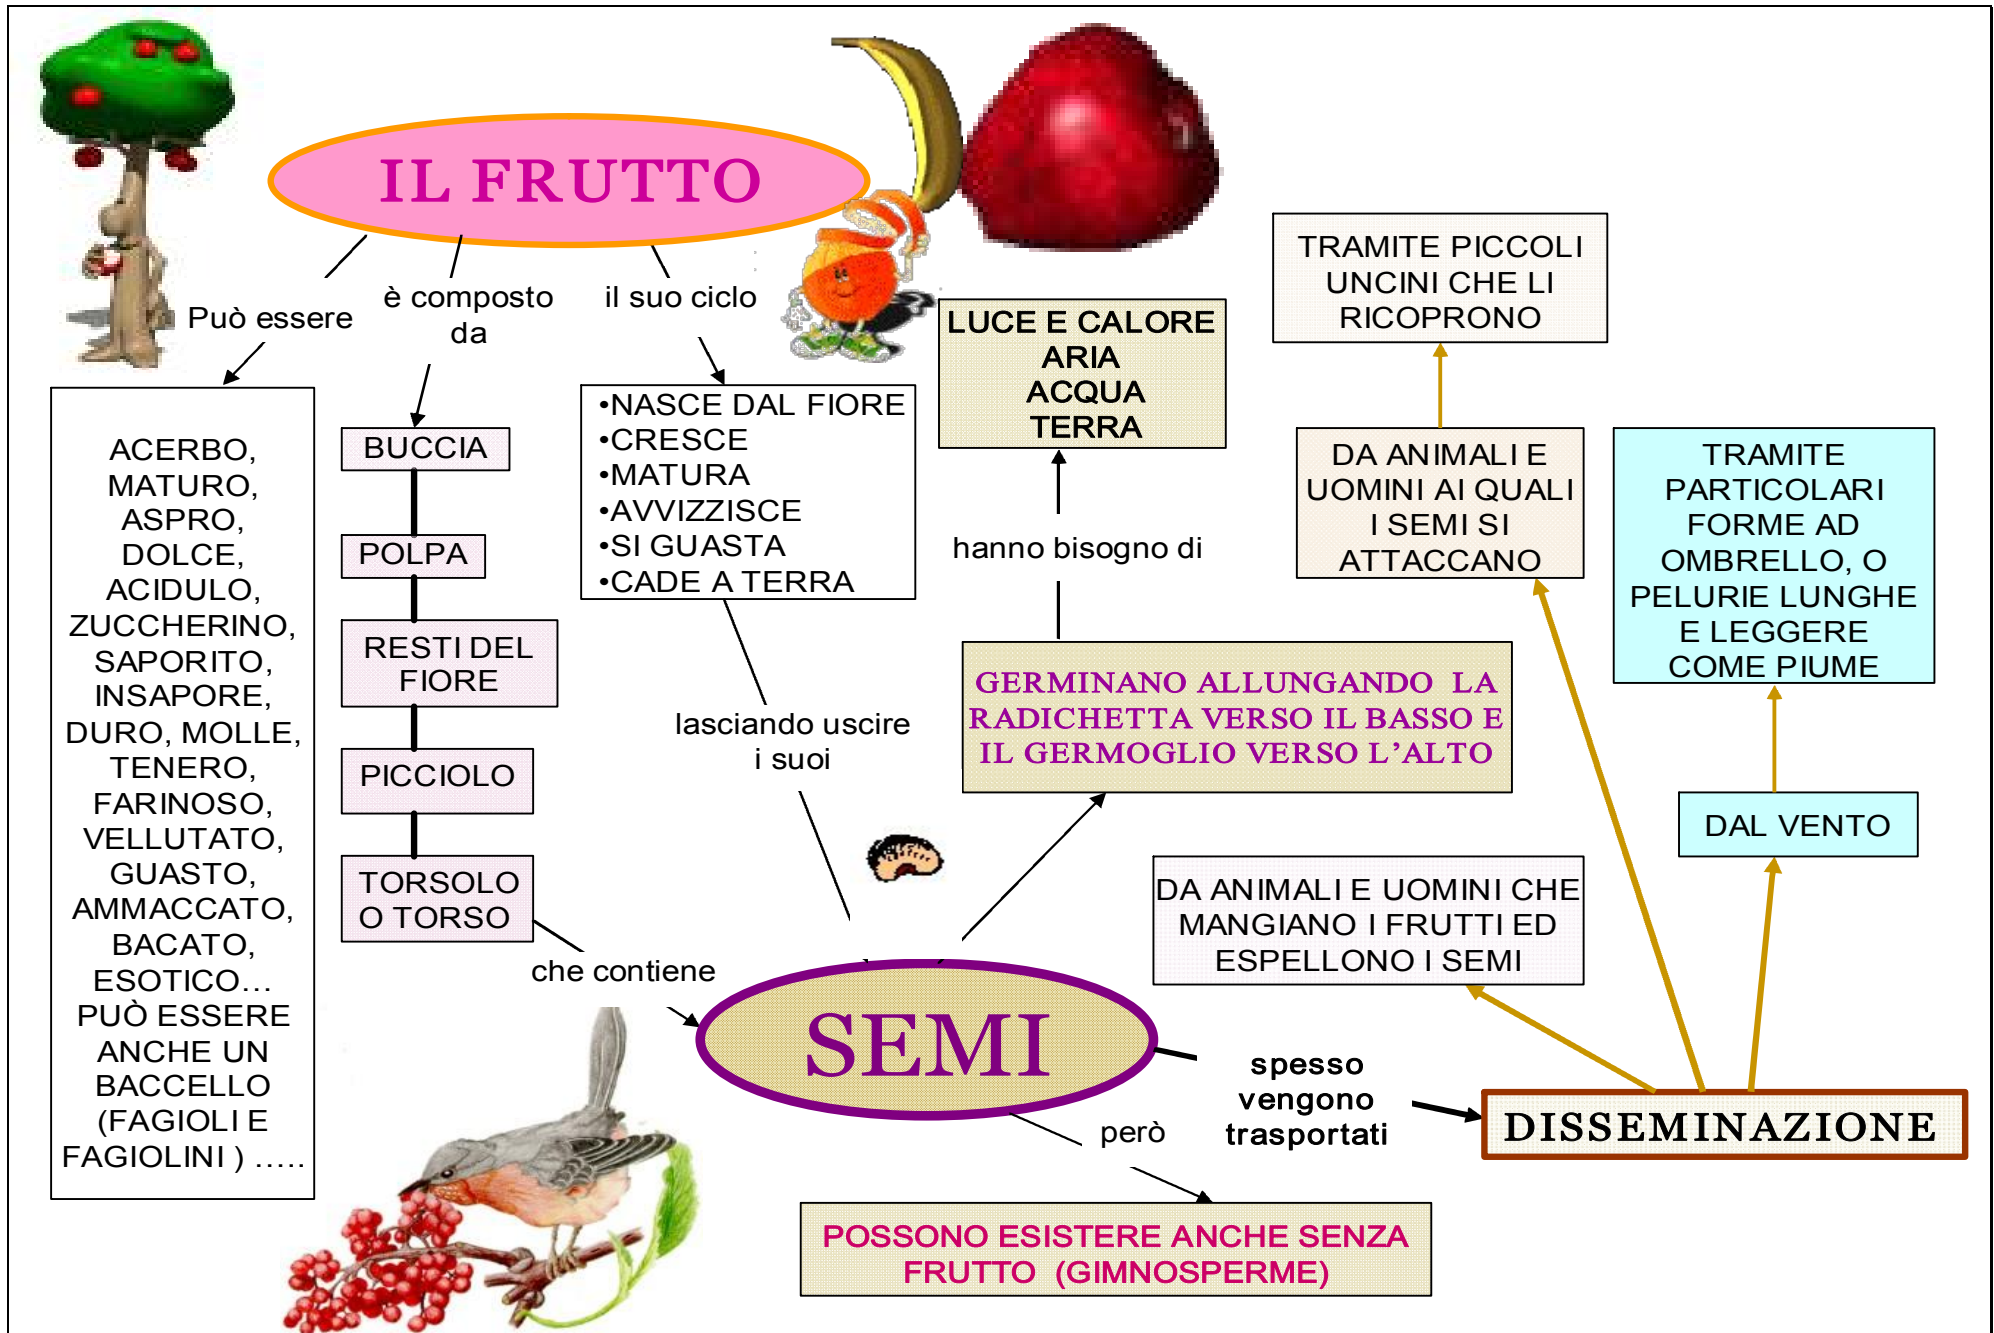 IL FRUTTO
Può essere
ACERBO,
MATURO,
ASPRO,
DOLCE,
ACIDULO,
ZUCCHERINO,
SAPORITO,
INSAPORE,
DURO, MOLLE,
TENERO,
FARINOSO,
VELLUTATO,
GUASTO,
AMMACCATO,
BACATO,
ESOTICO...
PUÒ ESSERE
ANCHE UN
BACCELLO
(FAGIOLI E
FAGIOLINI ) .....
è composto
da
BUCCIA
POLPA
RESTI DEL
FIORE
PICCIOLO
TORSOLO
O TORSO
che contiene
il suo ciclo
•NASCE DAL FIORE
•CRESCE
•MATURA
•AVVIZZISCE
•SI GUASTA
•CADE A TERRA
lasciando uscire
i suoi
SEMI
GERMINANO ALLUNGANDO LA
RADICHETTA VERSO IL BASSO E
IL GERMOGLIO VERSO L'ALTO
hanno bisogno di
LUCE E CALORE
ARIA
ACQUA
TERRA
però
POSSONO ESISTERE ANCHE SENZA
FRUTTO (GIMNOSPERME)
spesso
vengono
trasportati
DISSEMINAZIONE
DA ANIMALI E UOMINI CHE
MANGIANO I FRUTTI ED
ESPELLONO I SEMI
DA ANIMALI E
UOMINI AI QUALI
I SEMI SI
ATTACCANO
TRAMITE PICCOLI
UNCINI CHE LI
RICOPRONO
DAL VENTO
TRAMITE
PARTICOLARI
FORME AD
OMBRELLO, O
PELURIE LUNGHE
E LEGGERE
COME PIUME